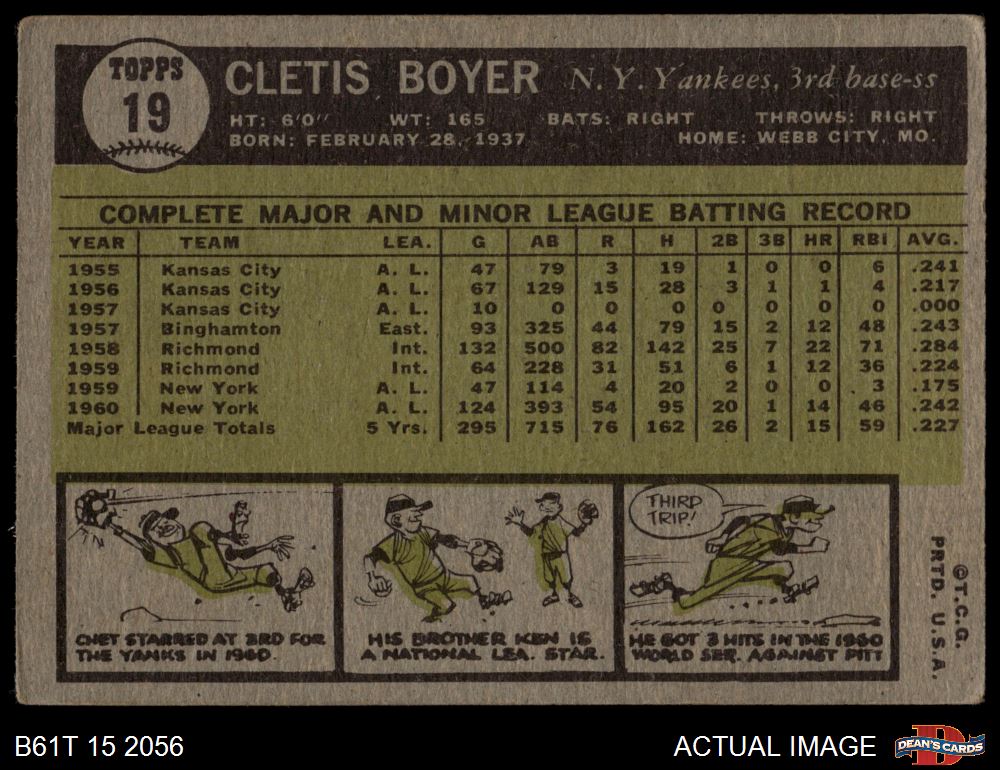 TOPPS
19
CLETIS BOYER N. Y. Yankees, 3rd base-ss
HT: 6'0" WT: 165 BATS: RIGHT THROWS: RIGHT
BORN: FEBRUARY 28, 1937 HOME: WEBB CITY, MO.
COMPLETE MAJOR AND MINOR LEAGUE BATTING RECORD
YEAR TEAM LEA. G AB R H 2B 3B HR RBI AVG.
1955 Kansas City A. L. 47 79 3 19 1 0 0 6 .241
1956 Kansas City A. L. 67 129 15 28 3 1 1 4 .217
1957 Kansas City A. L. 10 0 0 0 0 0 0 0 .000
1957 Binghamton East. 93 325 44 79 15 2 12 48 .243
1958 Richmond Int. 132 500 82 142 25 7 22 71 .284
1959 Richmond Int. 64 228 31 51 6 1 12 36 .224
1959 New York A. L. 47 114 4 20 2 0 0 3 .175
1960 New York A. L. 124 393 54 95 20 1 14 46 .242
Major League Totals 5 Yrs. 295 715 76 162 26 2 15 59 .227
CHET STARRED AT 3RD FOR
THE YANKS IN 1960.
HIS BROTHER KEN IS
A NATIONAL LEA. STAR.
THIRD
TRIP!
HE GOT 3 HITS IN THE 1960
WORLD SER. AGAINST PITT
©T.C.G.
PRTD. U.S.A.
B61T 15 2056
ACTUAL IMAGE
D
DEAN'S CARDS